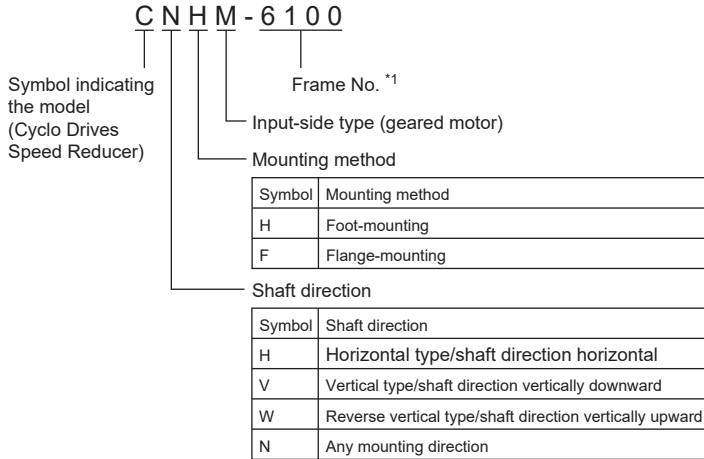 C N H M - 6 1 0 0
Symbol indicating
the model
(Cyclo Drives
Speed Reducer)
Frame No. *1
Input-side type (geared motor)
Mounting method
Symbol Mounting method
H Foot-mounting
F Flange-mounting
Shaft direction
Symbol Shaft direction
H Horizontal type/shaft direction horizontal
V Vertical type/shaft direction vertically downward
W Reverse vertical type/shaft direction vertically upward
N Any mounting direction